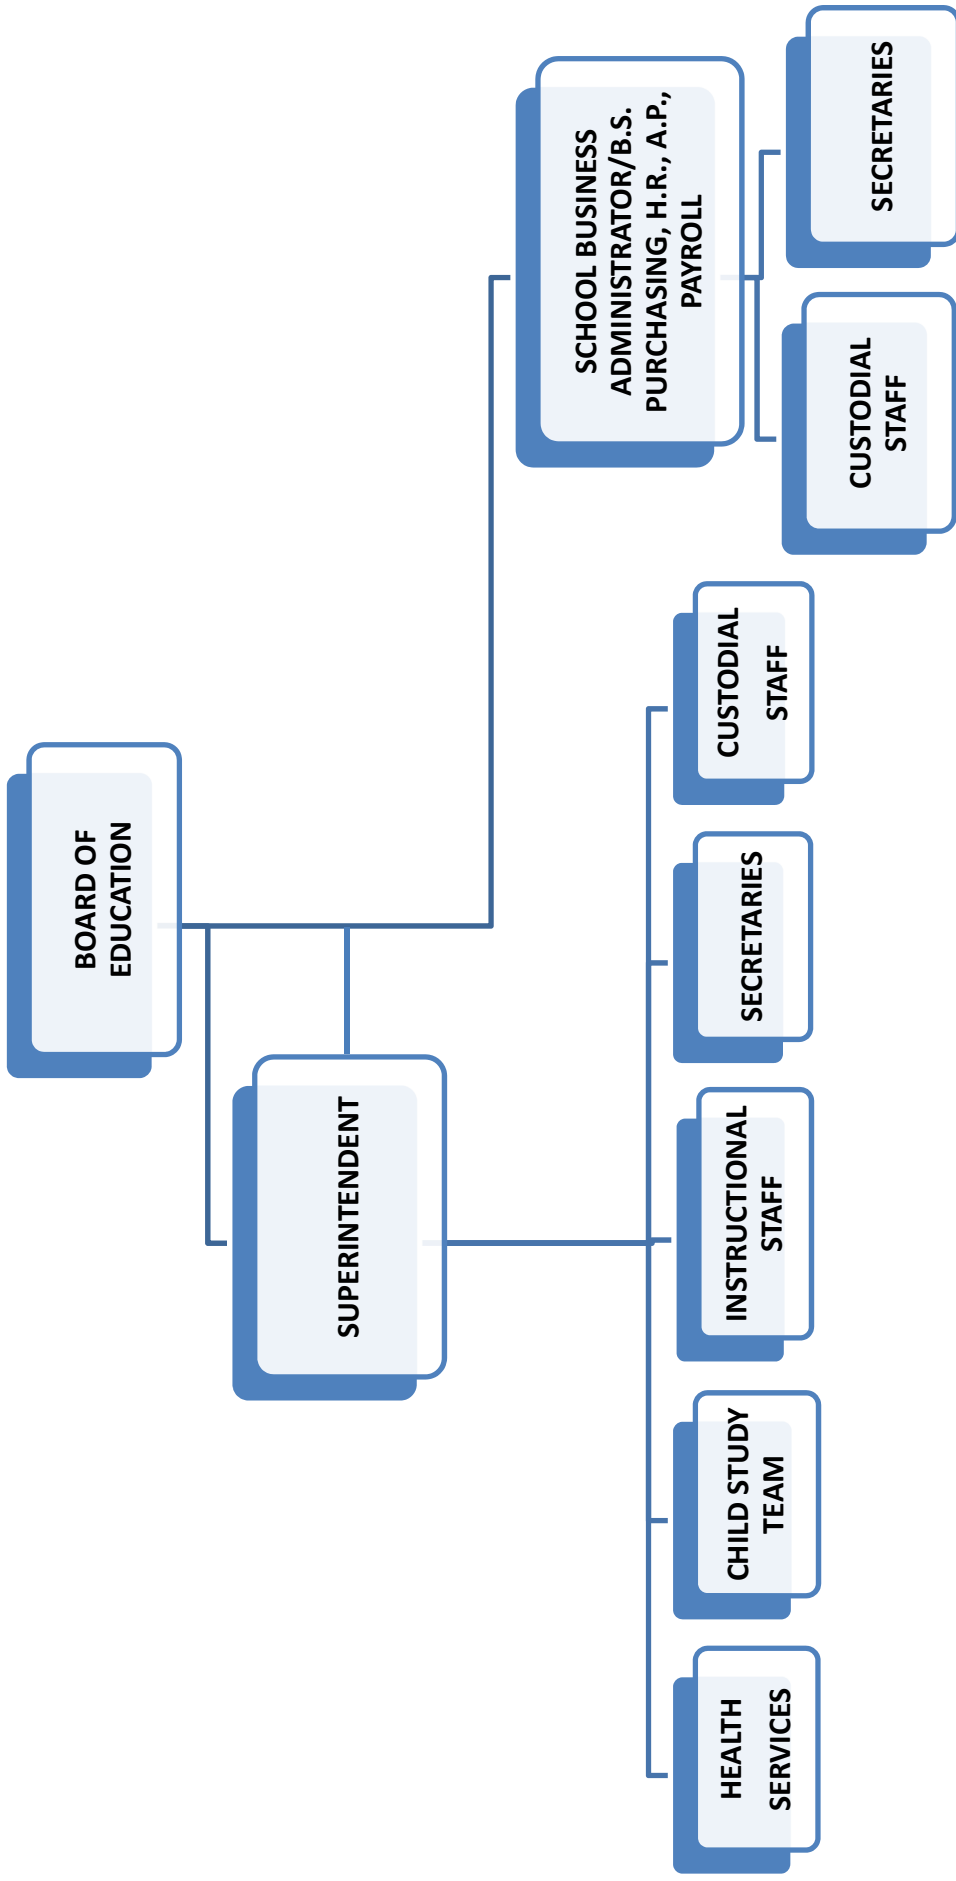 BOARD OF
EDUCATION
SUPERINTENDENT
SCHOOL BUSINESS
ADMINISTRATOR/B.S.
PURCHASING, H.R., A.P.,
PAYROLL
HEALTH
SERVICES
CHILD STUDY
TEAM
INSTRUCTIONAL
STAFF
SECRETARIES
CUSTODIAL
STAFF
CUSTODIAL
STAFF
SECRETARIES